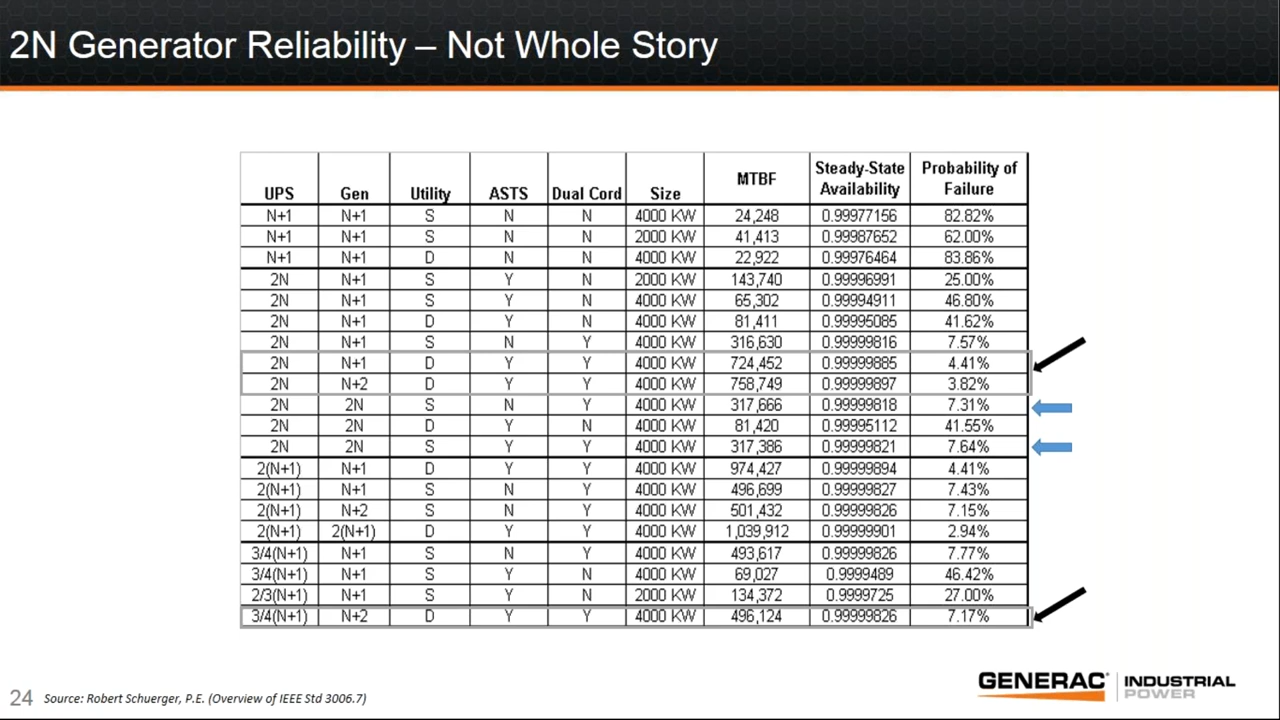 2N Generator Reliability – Not Whole Story
UPS Gen Utility ASTS Dual Cord Size MTBF Steady-State Availability Probability of Failure
N+1 N+1 S N N 4000 KW 24,248 0.99977156 82.82%
N+1 N+1 S N N 2000 KW 41,413 0.99987652 62.00%
N+1 N+1 D N N 4000 KW 22,922 0.99976464 83.86%
2N N+1 S Y N 2000 KW 143,740 0.99996991 25.00%
2N N+1 S Y N 4000 KW 65,302 0.99994911 46.80%
2N N+1 D Y N 4000 KW 81,411 0.99995085 41.62%
2N N+1 S N Y 4000 KW 316,630 0.99999816 7.57%
2N N+1 D Y Y 4000 KW 724,452 0.99999885 4.41%
2N N+2 D Y Y 4000 KW 758,749 0.99999897 3.82%
2N 2N S N Y 4000 KW 317,666 0.99999818 7.31%
2N 2N D Y N 4000 KW 81,420 0.99995112 41.55%
2N 2N S Y Y 4000 KW 317,386 0.99999821 7.64%
2(N+1) N+1 D Y Y 4000 KW 974,427 0.99999894 4.41%
2(N+1) N+1 S N Y 4000 KW 496,699 0.99999827 7.43%
2(N+1) N+2 S N Y 4000 KW 501,432 0.99999826 7.15%
2(N+1) 2(N+1) D Y Y 4000 KW 1,039,912 0.99999901 2.94%
3/4(N+1) N+1 S N Y 4000 KW 493,617 0.99999826 7.77%
3/4(N+1) N+1 S Y N 4000 KW 69,027 0.9999489 46.42%
2/3(N+1) N+1 S Y N 2000 KW 134,372 0.9999725 27.00%
3/4(N+1) N+2 D Y Y 4000 KW 496,124 0.99999826 7.17%
24 Source: Robert Schuerger, P.E. (Overview of IEEE Std 3006.7)
GENERAC INDUSTRIAL
POWER